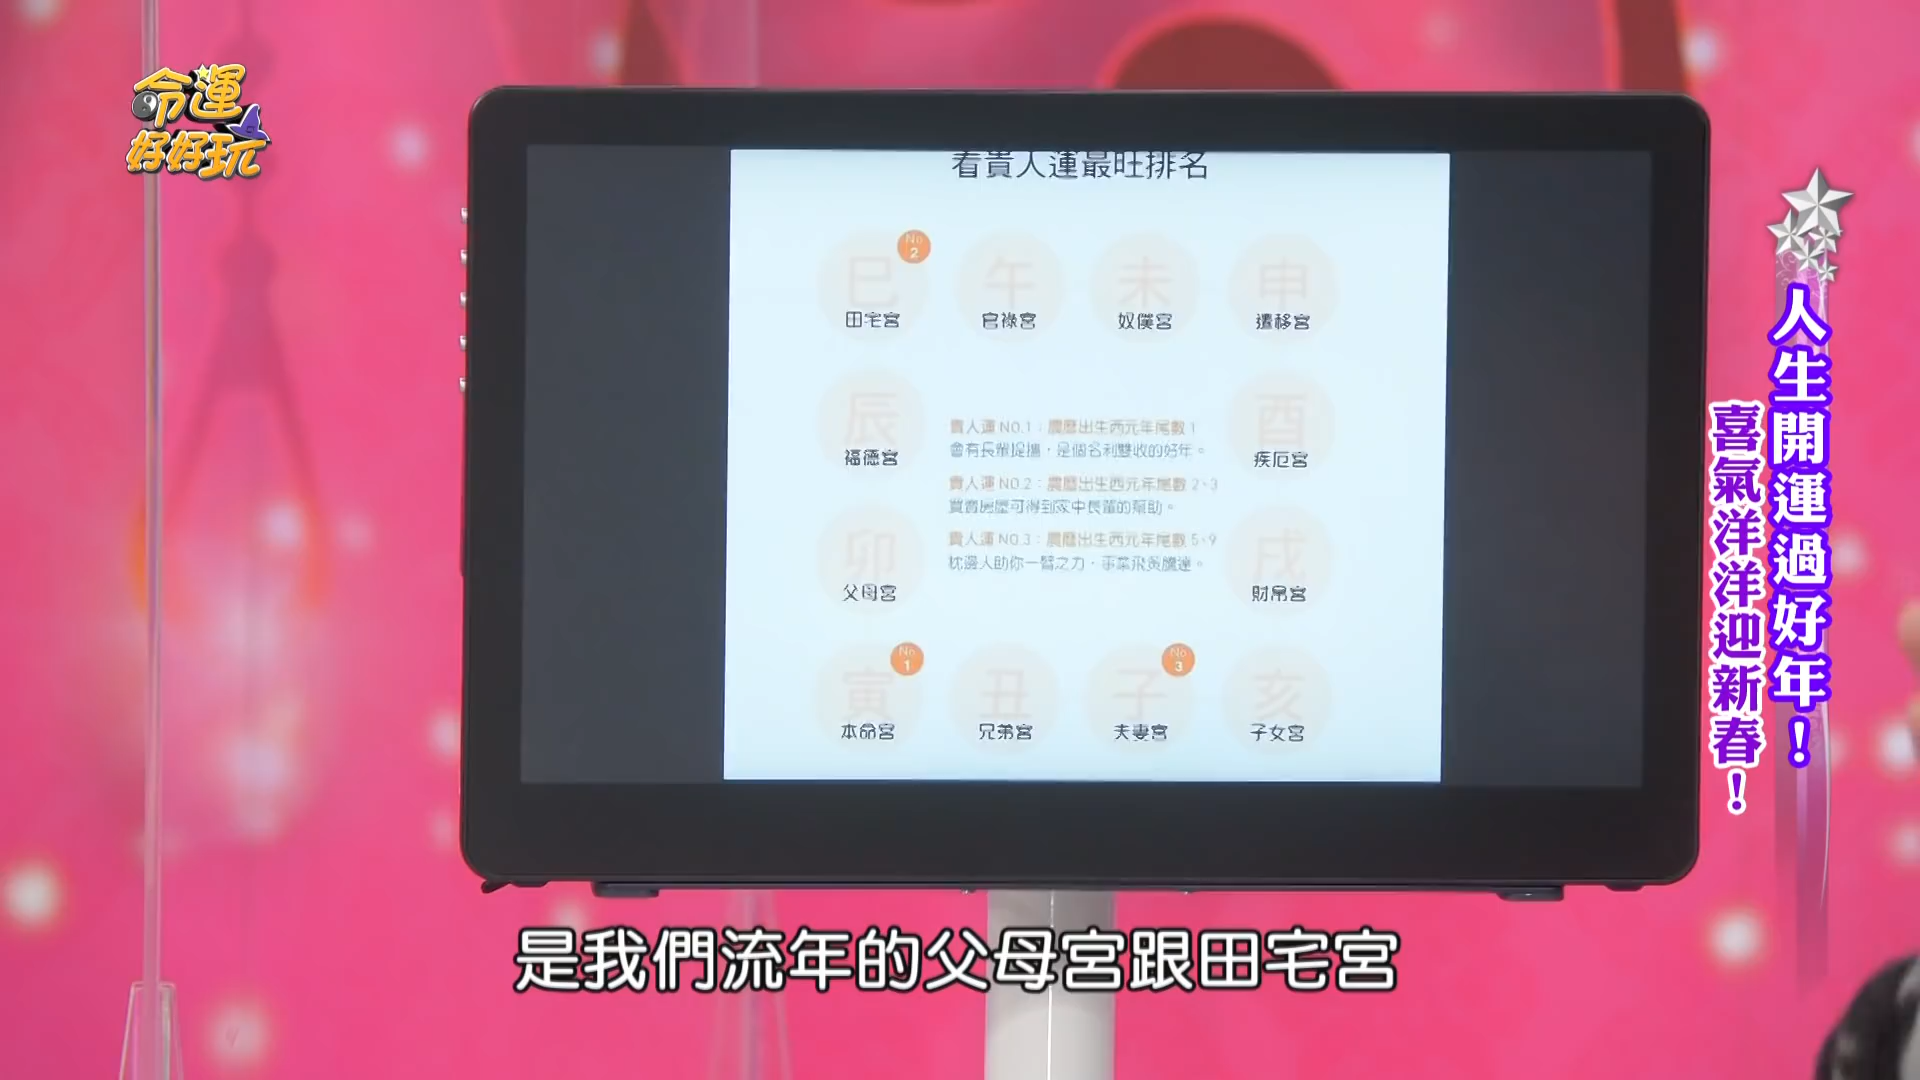 命運
好好玩
看貴人運最旺排名
巳 No 2
田宅宮
午
官祿宮
未
奴僕宮
申
遷移宮
辰
福德宮
酉
疾厄宮
貴人運 NO.1:農曆出生西元年尾數 1
會有長輩提攜,是個名利雙收的好年。
貴人運 NO.2:農曆出生西元年尾數 2、3
買賣房屋可得到家中長輩的幫助。
貴人運 NO.3:農曆出生西元年尾數 5、9
枕邊人助你一臂之力,事業飛黃騰達。
卯
父母宮
戌
財帛宮
寅 No 1
本命宮
丑
兄弟宮
子 No 3
夫妻宮
亥
子女宮
人生開運過好年!
喜氣洋洋迎新春!
是我們流年的父母宮跟田宅宮